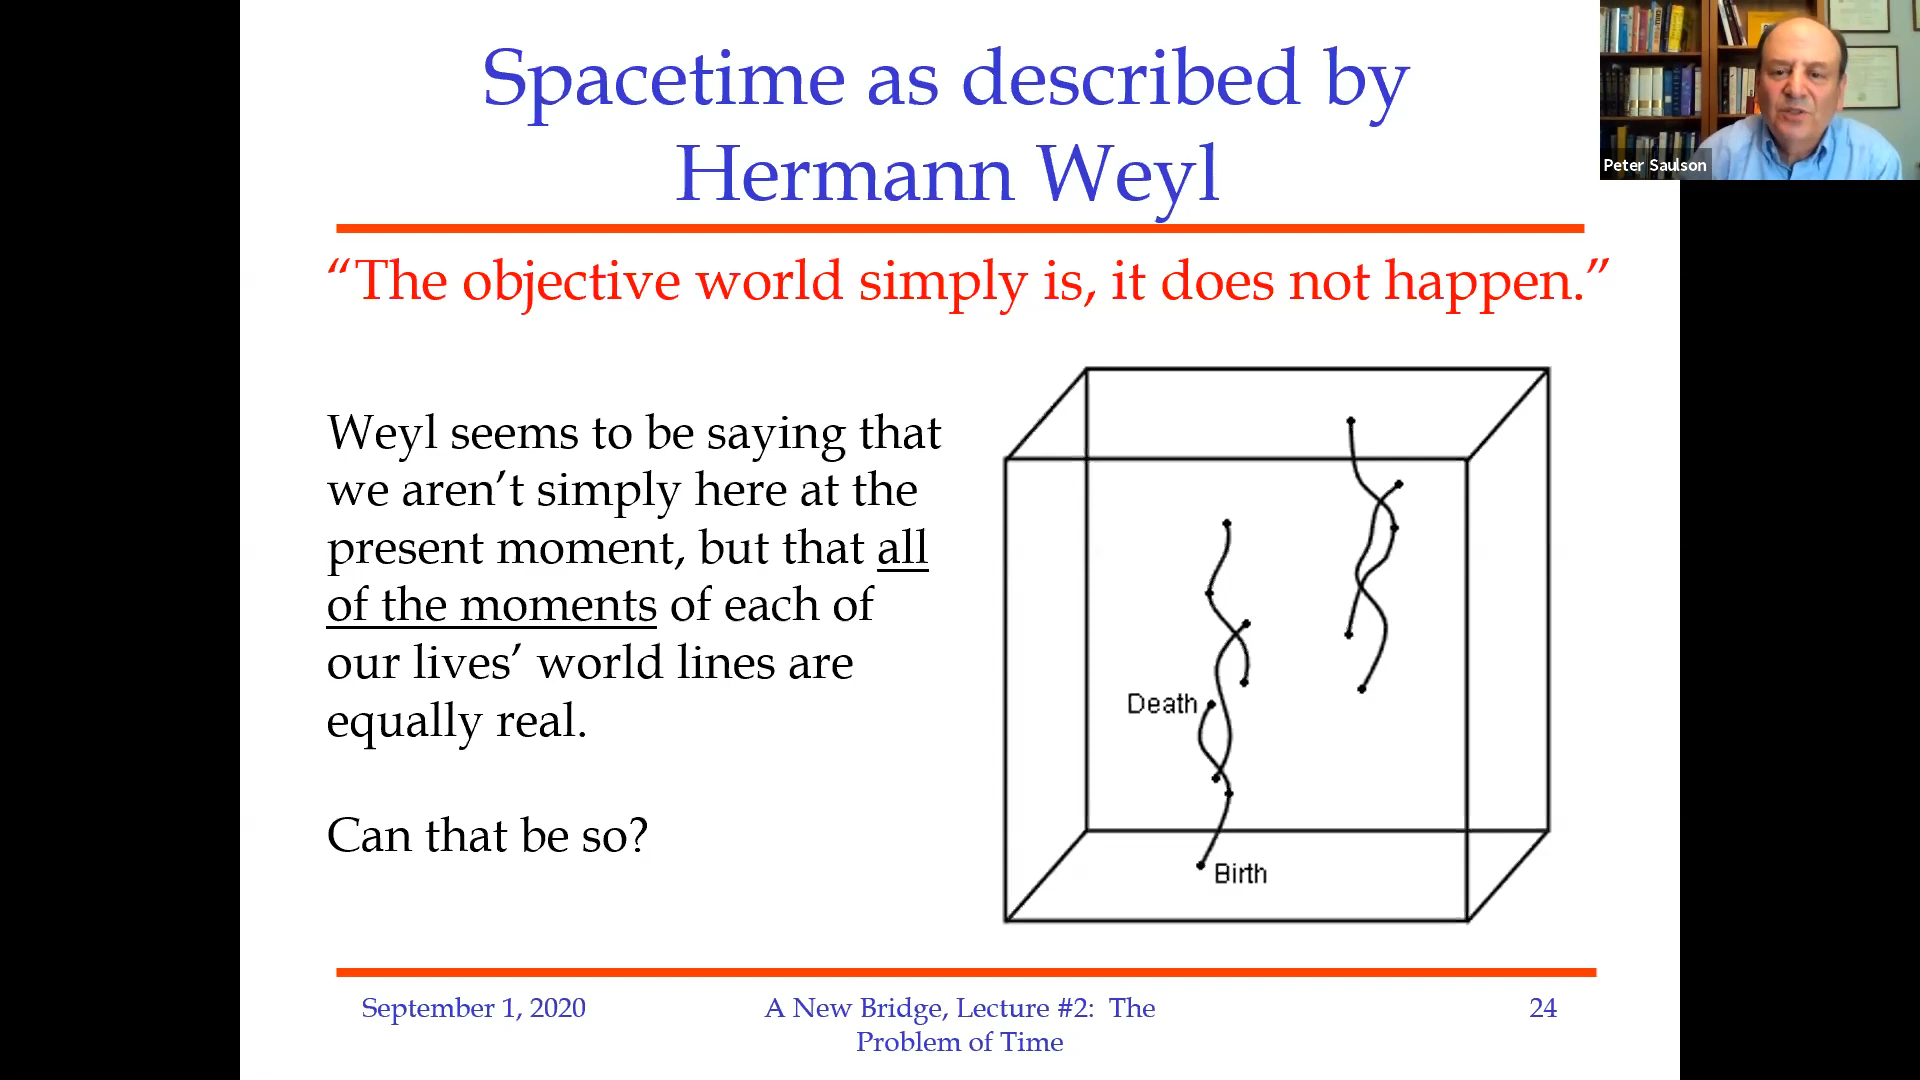 Spacetime as described by
Hermann Weyl
Peter Saulson
“The objective world simply is, it does not happen.”
Weyl seems to be saying that
we aren’t simply here at the
present moment, but that all
of the moments of each of
our lives’ world lines are
equally real.
Can that be so?
Death
Birth
September 1, 2020
A New Bridge, Lecture #2: The
Problem of Time
24